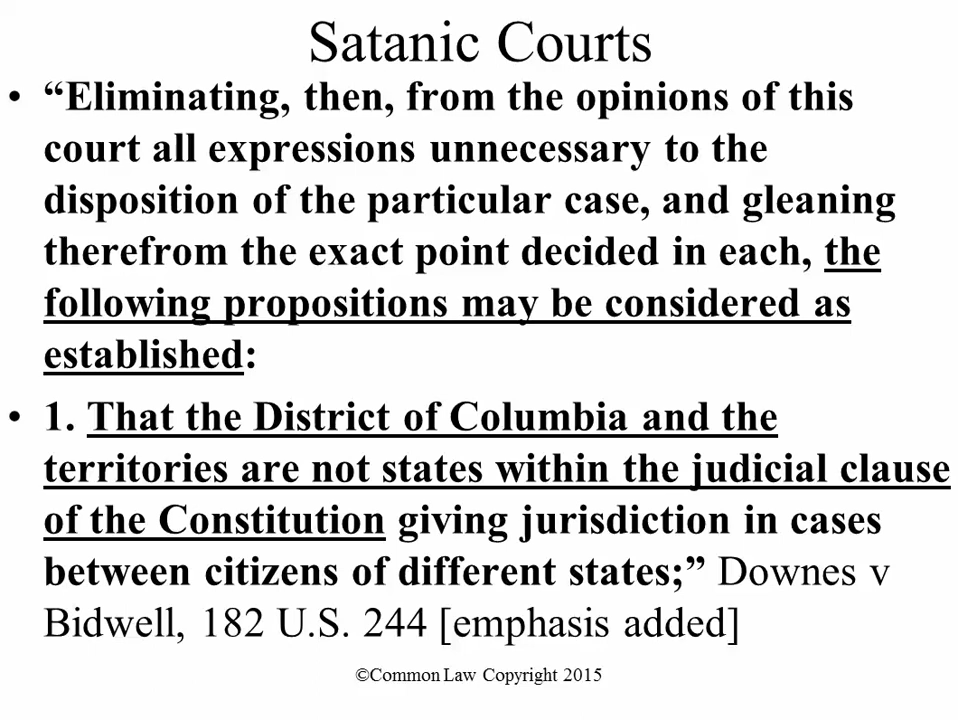 Satanic Courts
• “Eliminating, then, from the opinions of this
court all expressions unnecessary to the
disposition of the particular case, and gleaning
therefrom the exact point decided in each, the
following propositions may be considered as
established:
• 1. That the District of Columbia and the
territories are not states within the judicial clause
of the Constitution giving jurisdiction in cases
between citizens of different states;” Downes v
Bidwell, 182 U.S. 244 [emphasis added]
©Common Law Copyright 2015